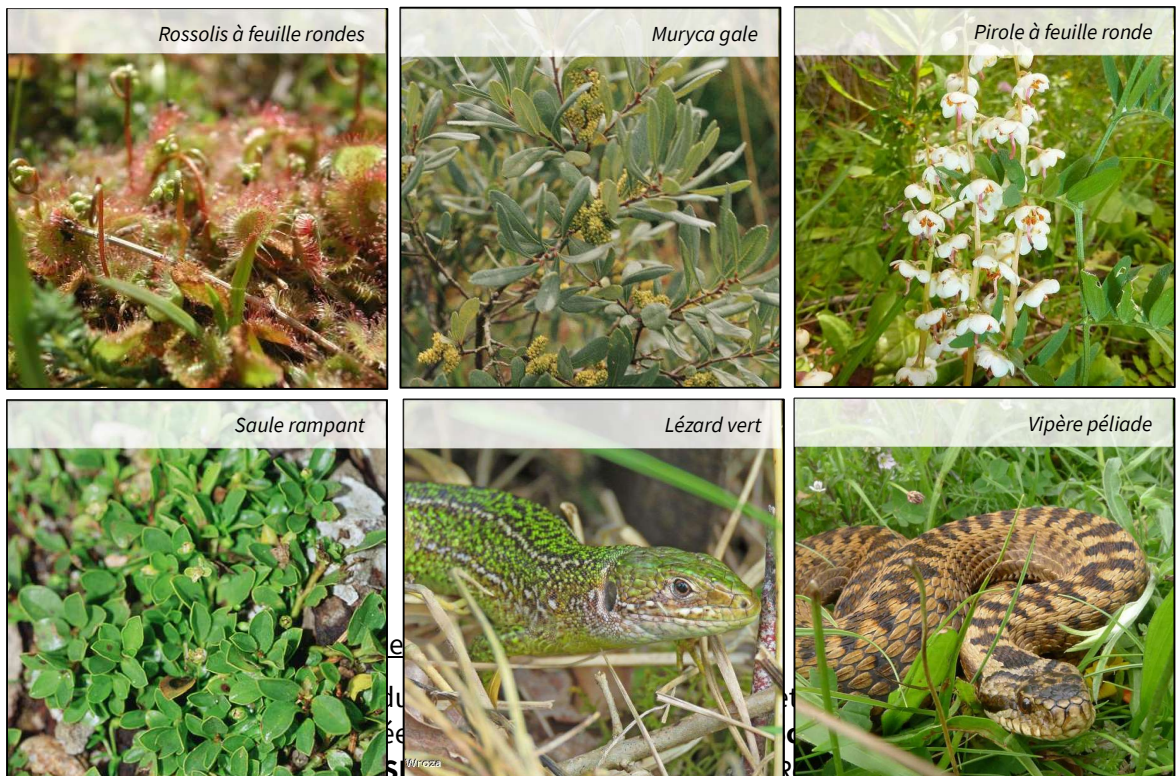 Rossolis à feuille rondes
Muryca gale
Pirole à feuille ronde
Saule rampant
Lézard vert
Vipère péliade
Wroza